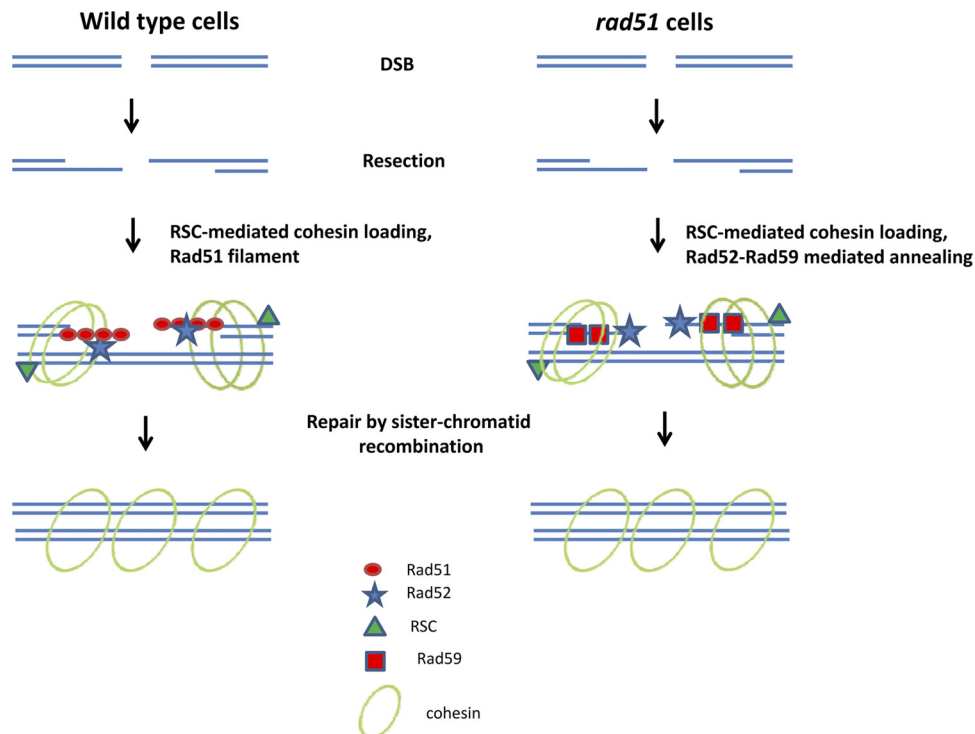 Wild type cells
rad51 cells
DSB
Resection
RSC-mediated cohesin loading,
Rad51 filament
RSC-mediated cohesin loading,
Rad52-Rad59 mediated annealing
Repair by sister-chromatid
recombination
Rad51
Rad52
RSC
Rad59
cohesin